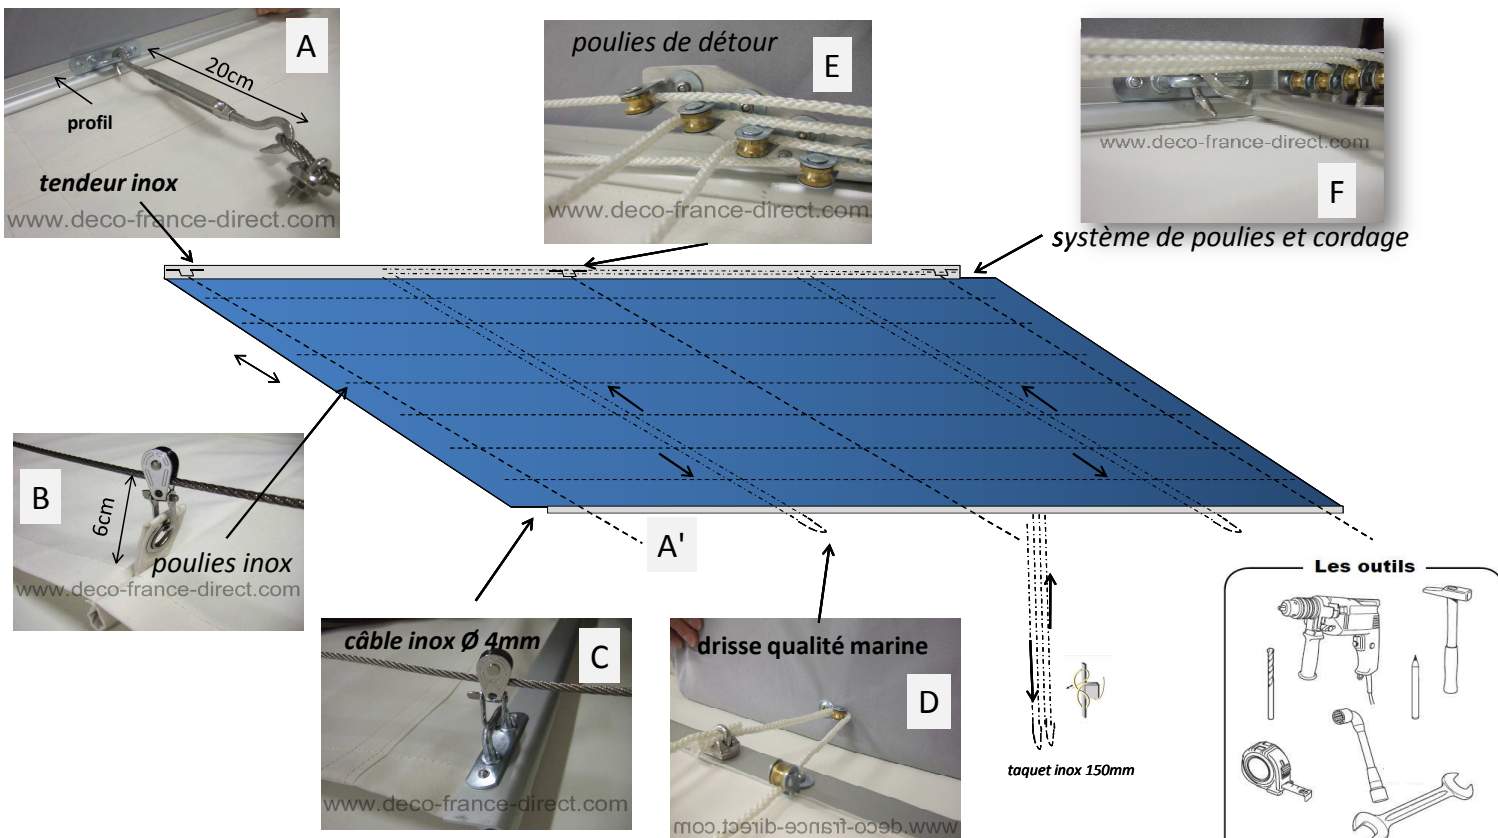 A
20cm
profil
tendeur inox
www.deco-france-direct.com
poulies de détour
E
www.deco-france-direct.com
www.deco-france-direct.com
F
système de poulies et cordage
B
6cm
poulies inox
www.deco-france-direct.com
A'
câble inox Ø 4mm
C
www.deco-france-direct.com
drisse qualité marine
D
www.deco-france-direct.com
taquet inox 150mm
Les outils